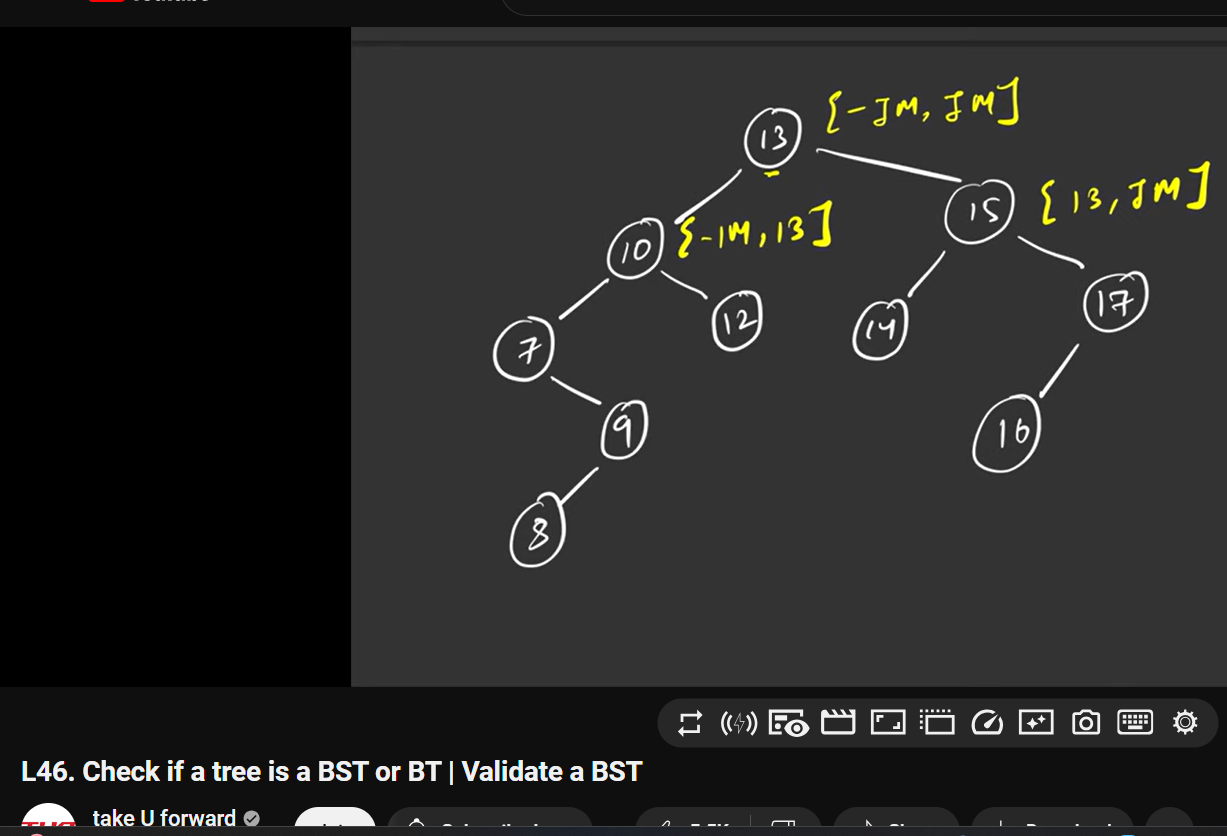 13 [-IM, IM]
15 [13, IM]
10 [-IM, 13]
12
14
17
7
9
16
8
L46. Check if a tree is a BST or BT | Validate a BST
take U forward